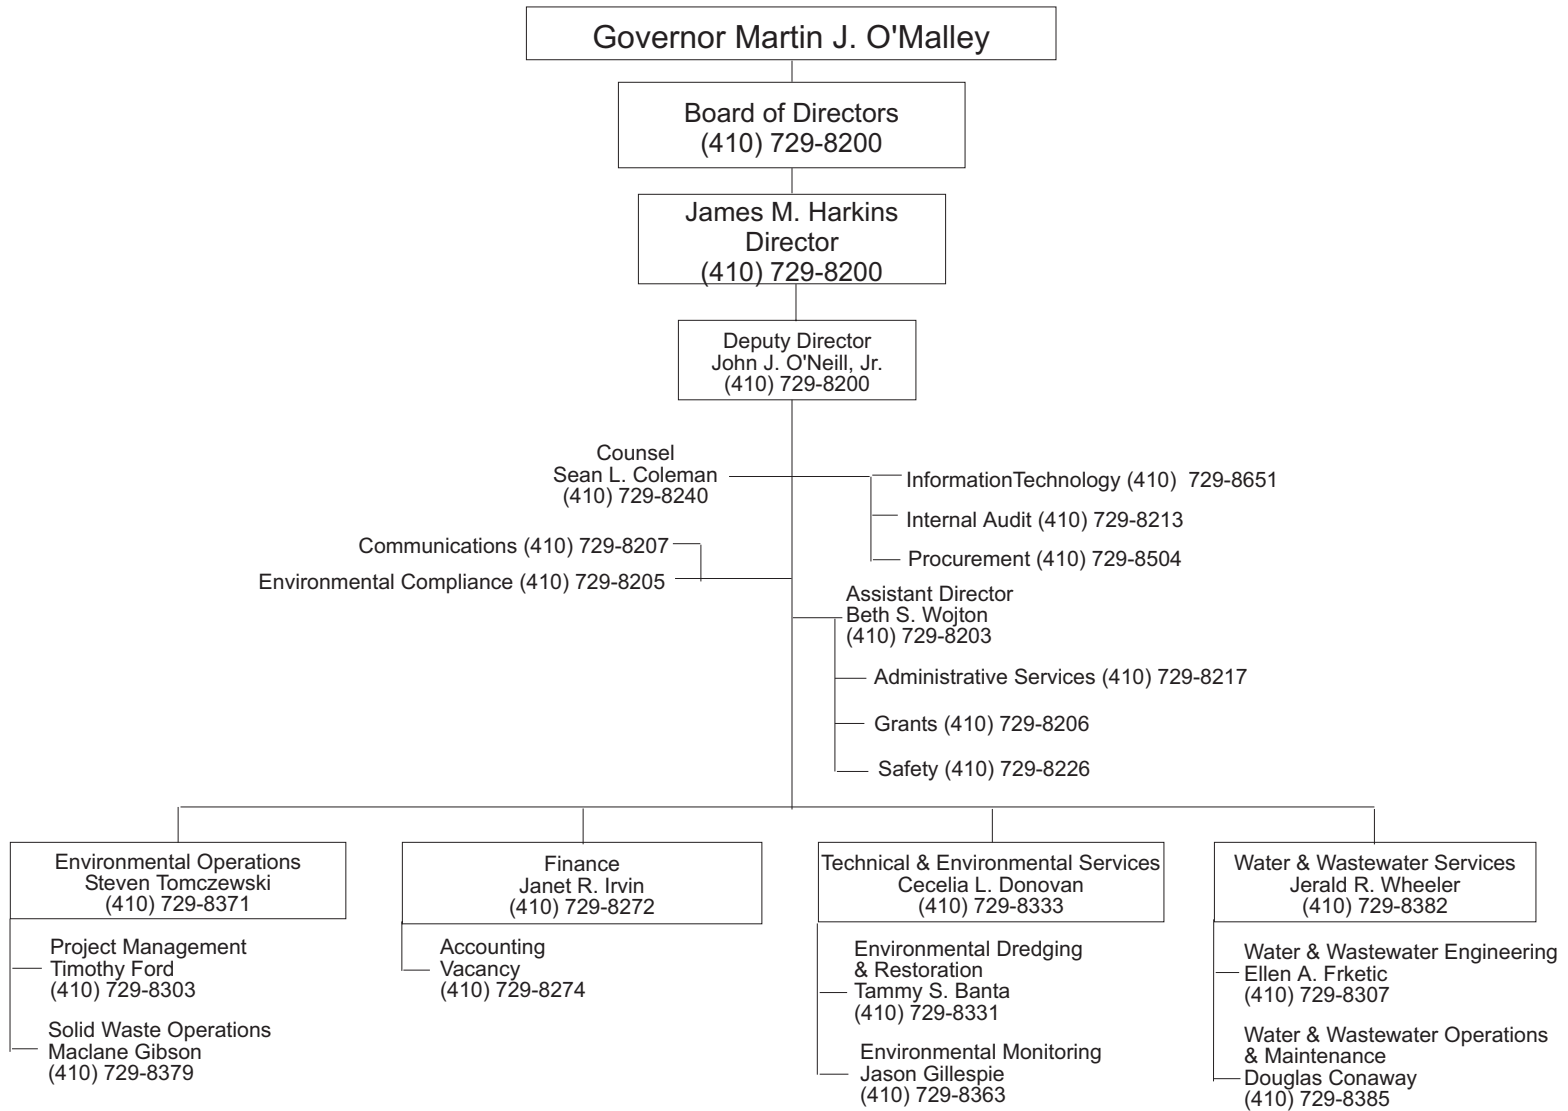 Governor Martin J. O'Malley
Board of Directors
(410) 729-8200
James M. Harkins
Director
(410) 729-8200
Deputy Director
John J. O'Neill, Jr.
(410) 729-8200
Counsel
Sean L. Coleman
(410) 729-8240
InformationTechnology (410)  729-8651
Internal Audit (410) 729-8213
Procurement (410) 729-8504
Communications (410) 729-8207
Environmental Compliance (410) 729-8205
Assistant Director
Beth S. Wojton
(410) 729-8203
Administrative Services (410) 729-8217
Grants (410) 729-8206
Safety (410) 729-8226
Environmental Operations
Steven Tomczewski
(410) 729-8371
Project Management
Timothy Ford
(410) 729-8303
Solid Waste Operations
Maclane Gibson
(410) 729-8379
Finance
Janet R. Irvin
(410) 729-8272
Accounting
Vacancy
(410) 729-8274
Technical & Environmental Services
Cecelia L. Donovan
(410) 729-8333
Environmental Dredging
& Restoration
Tammy S. Banta
(410) 729-8331
Environmental Monitoring
Jason Gillespie
(410) 729-8363
Water & Wastewater Services
Jerald R. Wheeler
(410) 729-8382
Water & Wastewater Engineering
Ellen A. Frketic
(410) 729-8307
Water & Wastewater Operations
& Maintenance
Douglas Conaway
(410) 729-8385